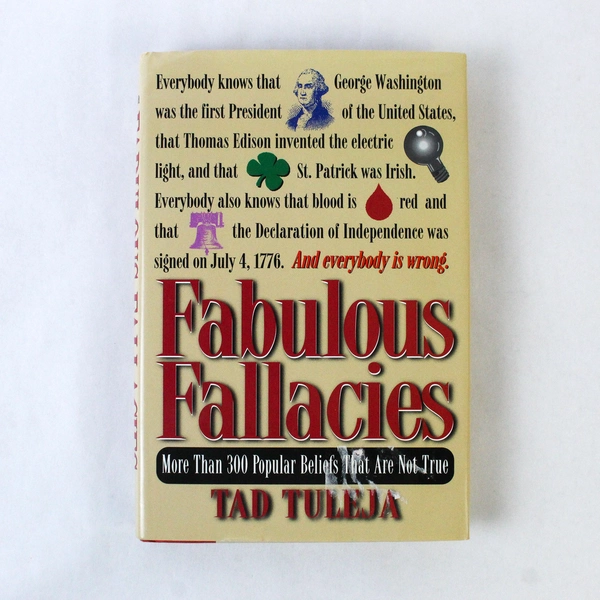 Everybody knows that George Washington
was the first President of the United States,
that Thomas Edison invented the electric
light, and that St. Patrick was Irish.
Everybody also knows that blood is red and
that the Declaration of Independence was
signed on July 4, 1776. And everybody is wrong.
Fabulous
Fallacies
More Than 300 Popular Beliefs That Are Not True
TAD TULEJA